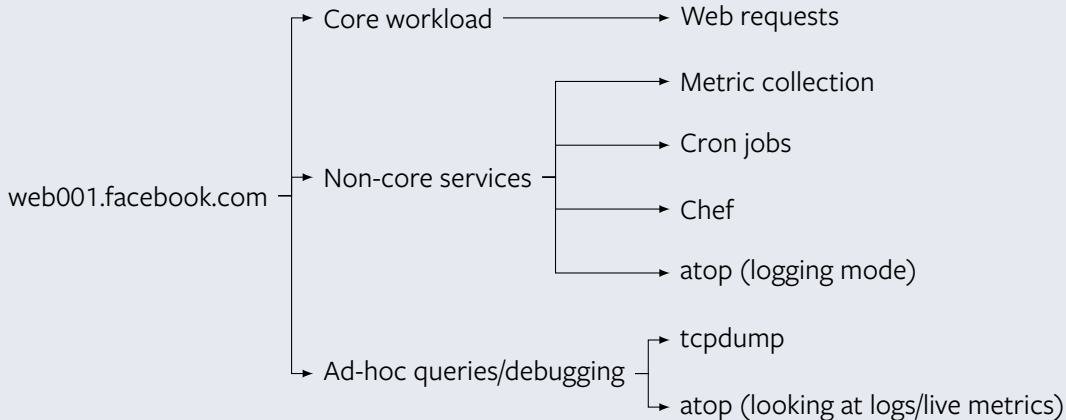 Core workload
Web requests
Metric collection
Cron jobs
Non-core services
web001.facebook.com
Chef
atop (logging mode)
tcpdump
Ad-hoc queries/debugging
atop (looking at logs/live metrics)